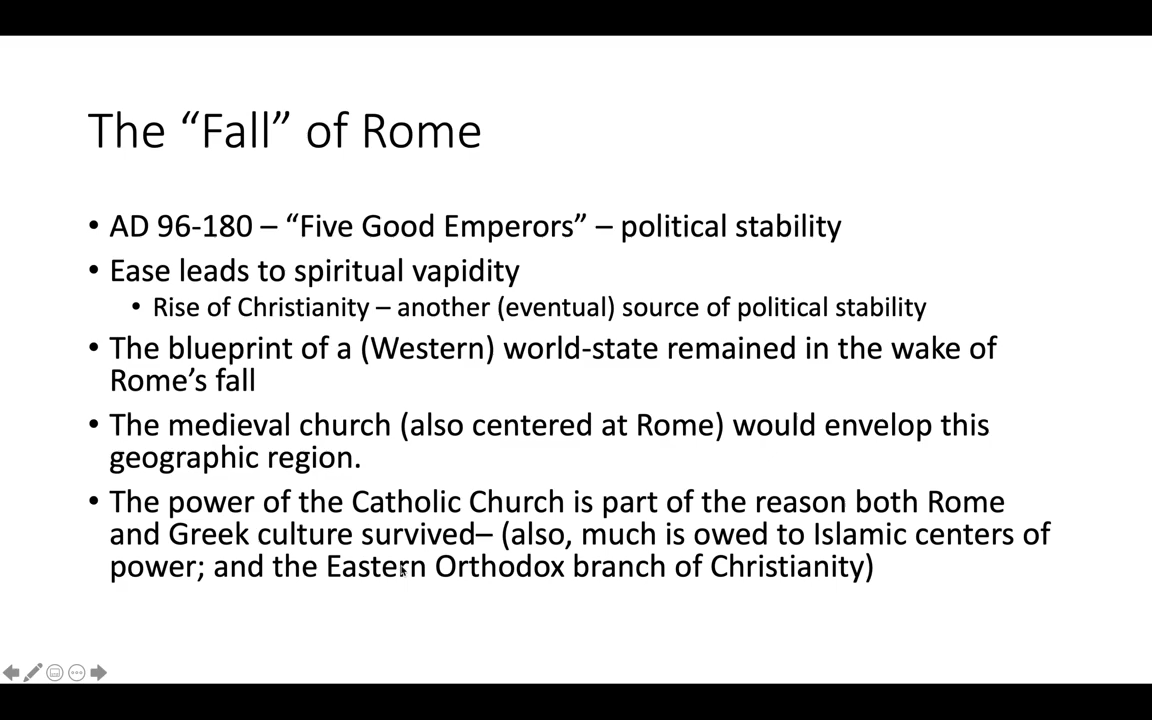 The “Fall” of Rome
• AD 96-180 – “Five Good Emperors” – political stability
• Ease leads to spiritual vapidity
• Rise of Christianity – another (eventual) source of political stability
• The blueprint of a (Western) world-state remained in the wake of
Rome’s fall
• The medieval church (also centered at Rome) would envelop this
geographic region.
• The power of the Catholic Church is part of the reason both Rome
and Greek culture survived– (also, much is owed to Islamic centers of
power; and the Eastern Orthodox branch of Christianity)